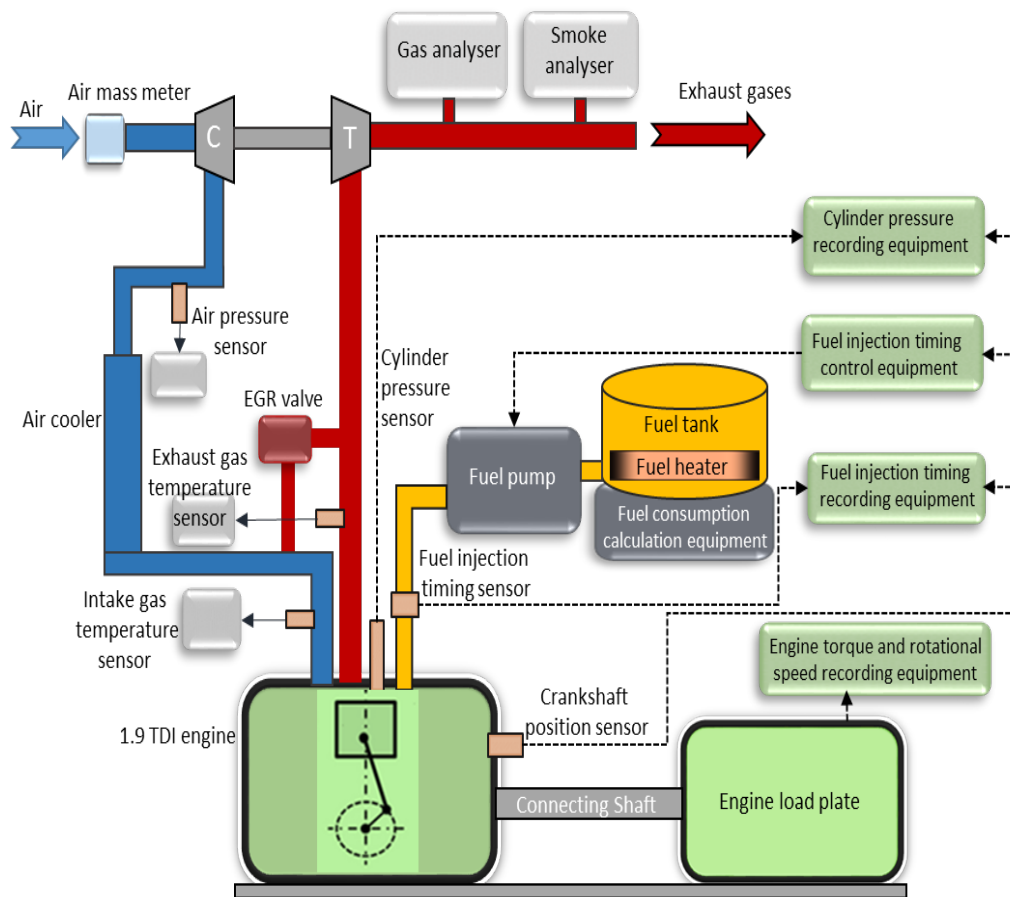 Gas analyser
Smoke
analyser
Air mass meter
Air
Exhaust gases
C
T
Cylinder pressure
recording equipment
Air pressure
sensor
Fuel injection timing
control equipment
Cylinder
pressure
sensor
EGR valve
Air cooler
Fuel tank
Fuel heater
Fuel pump
Exhaust gas
temperature
sensor
Fuel injection timing
recording equipment
Fuel consumption
calculation equipment
Fuel injection
timing sensor
Intake gas
temperature
sensor
Engine torque and rotational
speed recording equipment
Crankshaft
position sensor
1.9 TDI engine
Connecting Shaft
Engine load plate